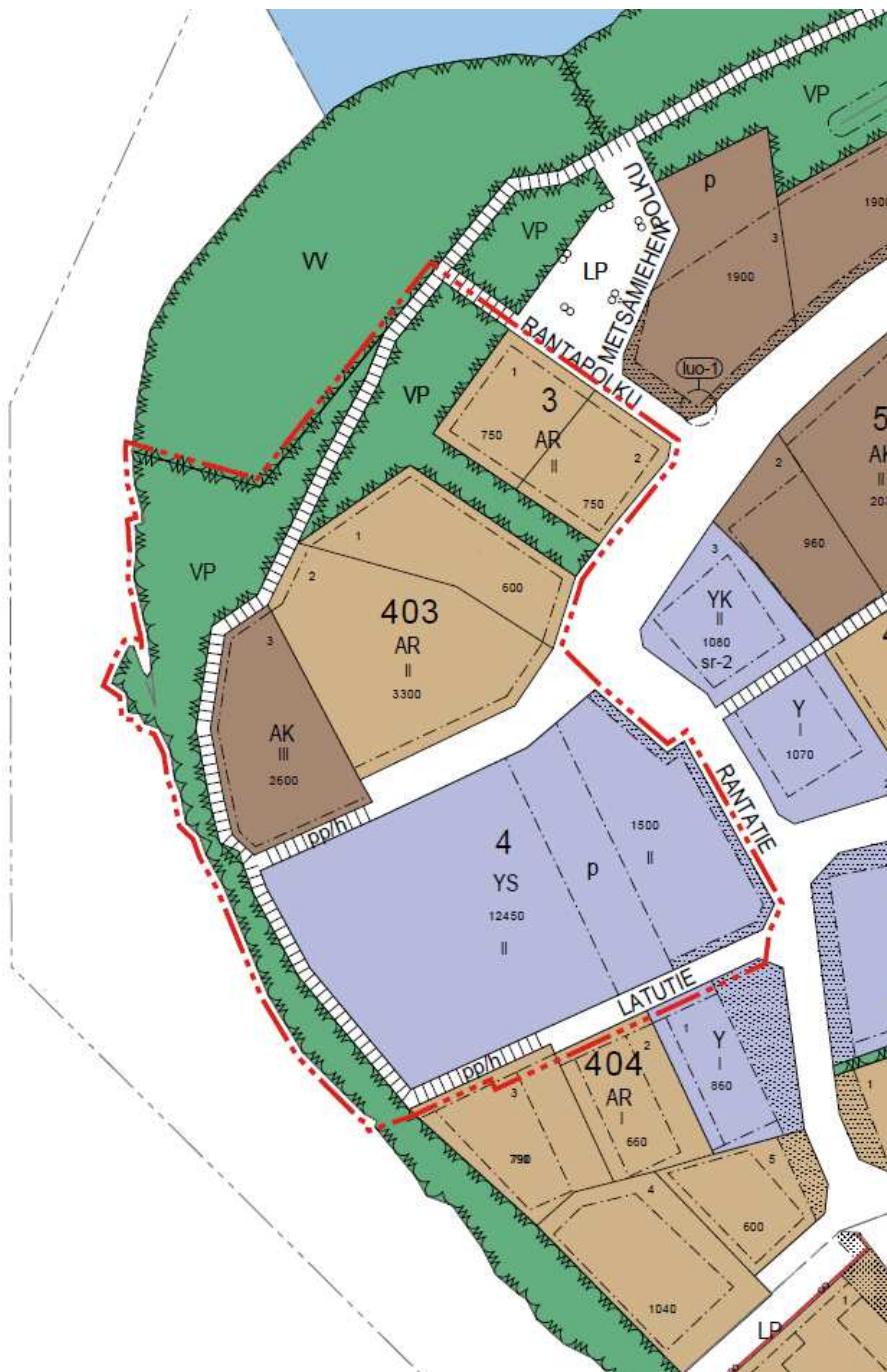 VP
METSÄMIEHENPOLKU
p
VP
3
1900
VV
LP
1900
RANTAPOLKU
luo-1
1
3
VP
5
750
AR
II
2
2
750
1
3
960
2
600
VP
YK
403
II
1080
3
AR
sr-2
II
3300
Y
AK
I
III
1070
2600
RANTATIE
pp/h
1500
4
II
p
YS
12450
II
LATUTIE
1
2
Y
404
pp/h
I
AR
3
860
I
1
660
790
5
4
600
1040
1
LP